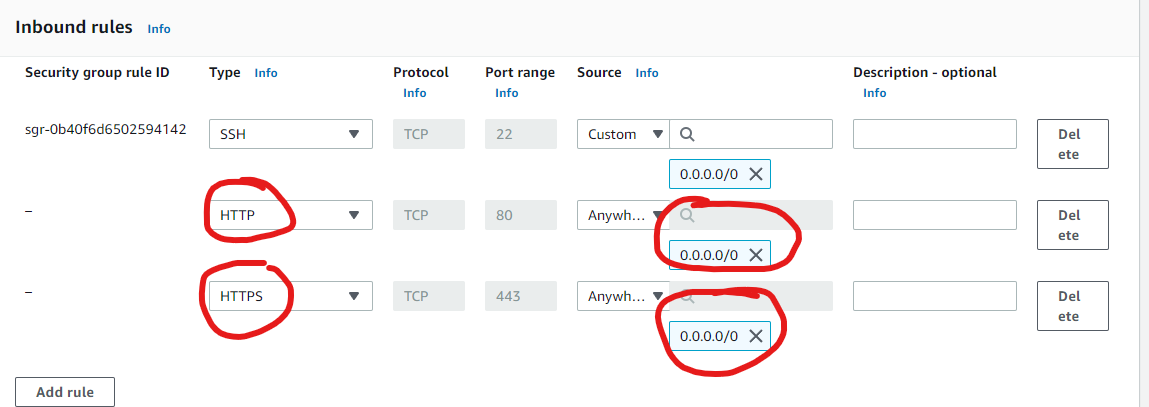 Inbound rules Info
Security group rule ID Type Info Protocol Info Port range Info Source Info Description - optional Info
sgr-0b40f6d6502594142 SSH TCP 22 Custom Delete
0.0.0.0/0
– HTTP TCP 80 Anywh... Delete
0.0.0.0/0
– HTTPS TCP 443 Anywh... Delete
0.0.0.0/0
Add rule